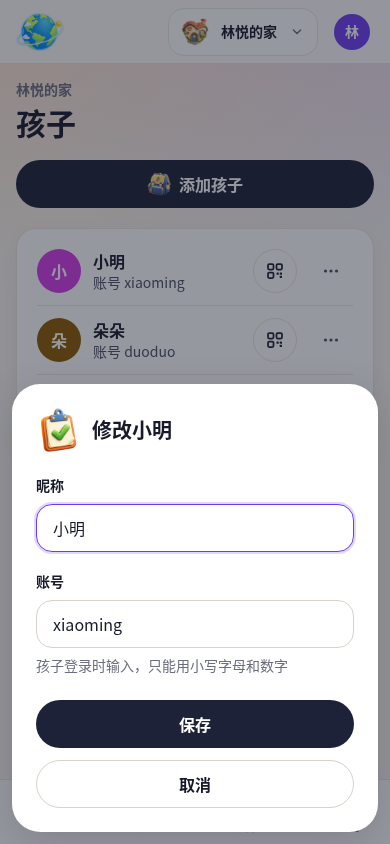 林悦的家
林
林悦的家
孩子
添加孩子
小
小明
账号 xiaoming
朵
朵朵
账号 duoduo
修改小明
昵称
小明
账号
xiaoming
孩子登录时输入，只能用小写字母和数字
保存
取消